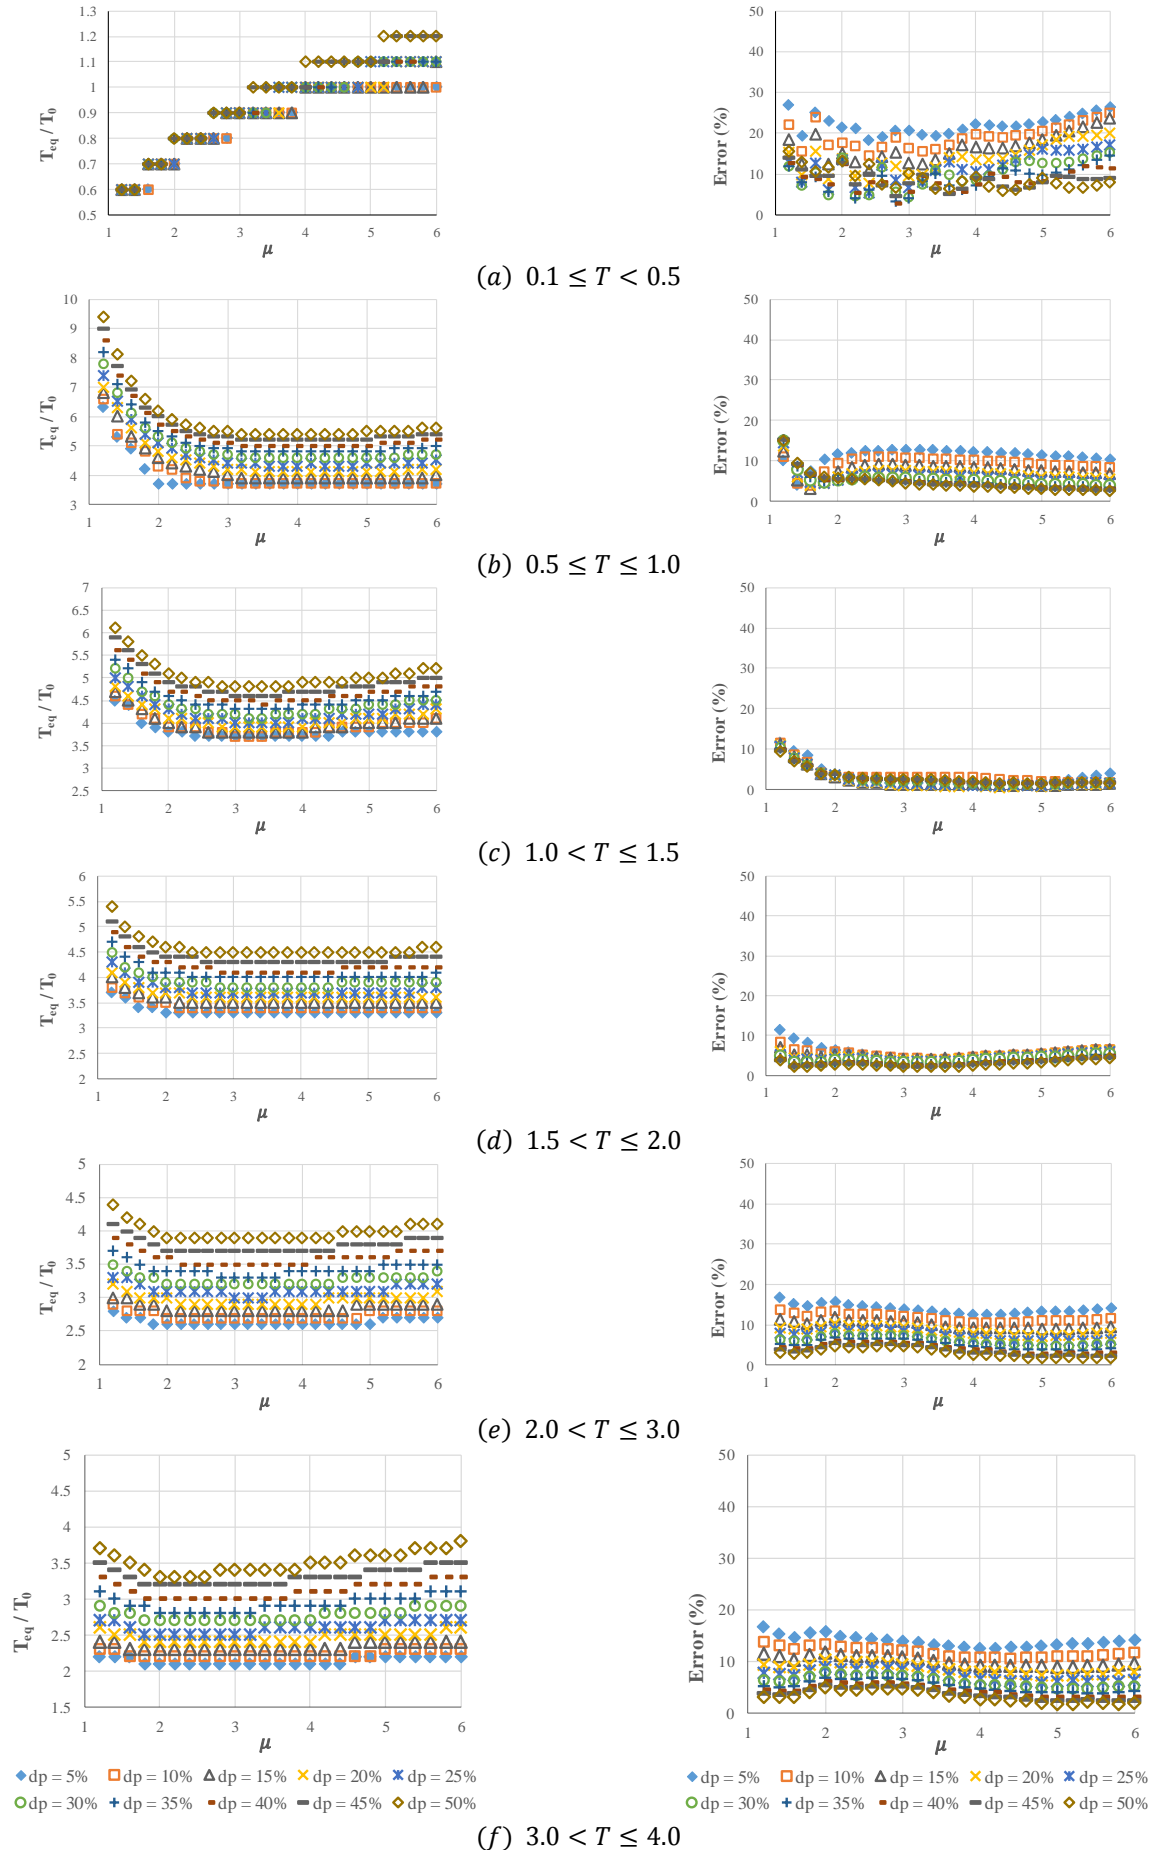 1.3
1.2
1.1
1
0.9
0.8
0.7
0.6
0.5
T_eq / T_0
1 2 3 4 5 6
μ
50
40
30
20
10
0
Error (%)
1 2 3 4 5 6
μ
(a) 0.1 ≤ T < 0.5
10
9
8
7
6
5
4
3
T_eq / T_0
1 2 3 4 5 6
μ
50
40
30
20
10
0
Error (%)
1 2 3 4 5 6
μ
(b) 0.5 ≤ T ≤ 1.0
7
6.5
6
5.5
5
4.5
4
3.5
3
2.5
T_eq / T_0
1 2 3 4 5 6
μ
50
40
30
20
10
0
Error (%)
1 2 3 4 5 6
μ
(c) 1.0 < T ≤ 1.5
6
5.5
5
4.5
4
3.5
3
2.5
2
T_eq / T_0
1 2 3 4 5 6
μ
50
40
30
20
10
0
Error (%)
1 2 3 4 5 6
μ
(d) 1.5 < T ≤ 2.0
5
4.5
4
3.5
3
2.5
2
T_eq / T_0
1 2 3 4 5 6
μ
50
40
30
20
10
0
Error (%)
1 2 3 4 5 6
μ
(e) 2.0 < T ≤ 3.0
5
4.5
4
3.5
3
2.5
2
1.5
T_eq / T_0
1 2 3 4 5 6
μ
dp = 5% dp = 10% dp = 15% dp = 20% dp = 25%
dp = 30% dp = 35% dp = 40% dp = 45% dp = 50%
50
40
30
20
10
0
Error (%)
1 2 3 4 5 6
μ
dp = 5% dp = 10% dp = 15% dp = 20% dp = 25%
dp = 30% dp = 35% dp = 40% dp = 45% dp = 50%
(f) 3.0 < T ≤ 4.0